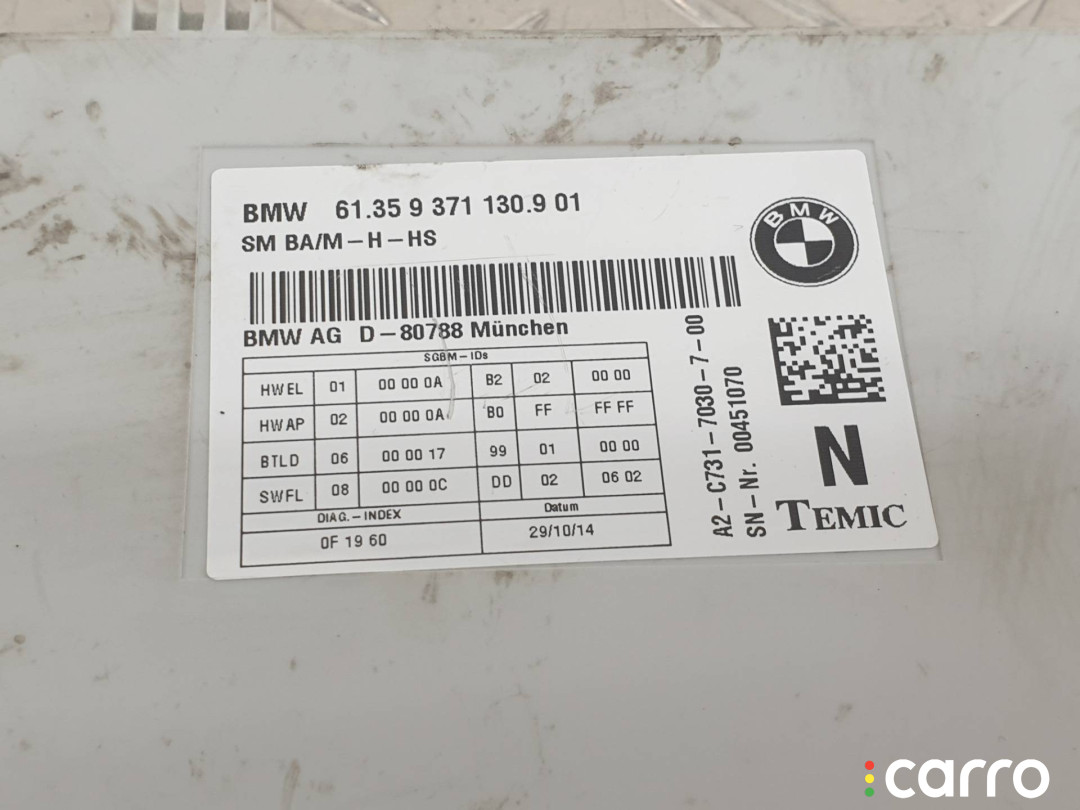 BMW 61.35 9 371 130.9 01
SM BA/M-H-HS
BMW
BMW AG D-80788 München
SGBM-IDs
HWEL 01 00 00 0A B2 02 00 00
HWAP 02 00 00 0A B0 FF FF FF
BTLD 06 00 00 17 99 01 00 00
SWFL 08 00 00 0C DD 02 06 02
DIAG.-INDEX Datum
0F 19 60 29/10/14
A2-C731-7030-7-00
SN-Nr. 00451070
N
TEMIC
carro